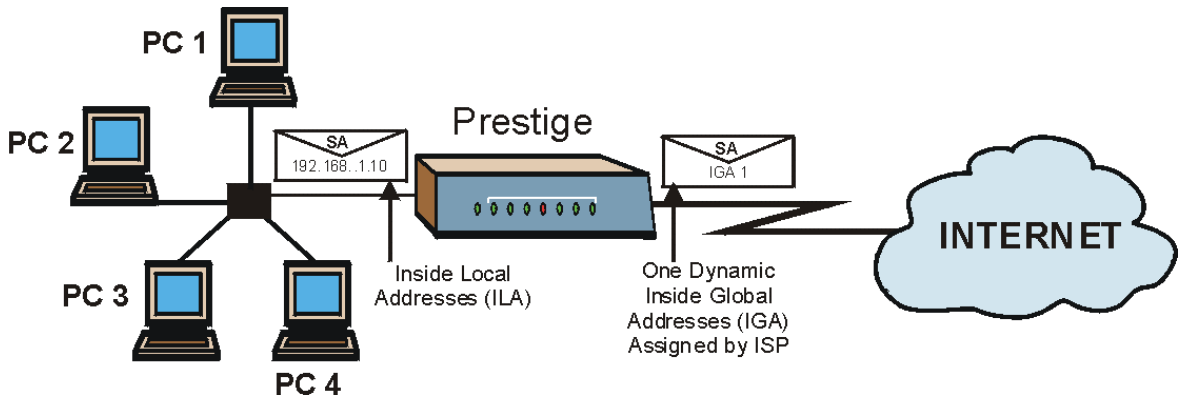 PC 1
PC 2
PC 3
PC 4
SA
192.168..1.10
Prestige
SA
IGA 1
Inside Local
Addresses (ILA)
One Dynamic
Inside Global
Addresses (IGA)
Assigned by ISP
INTERNET